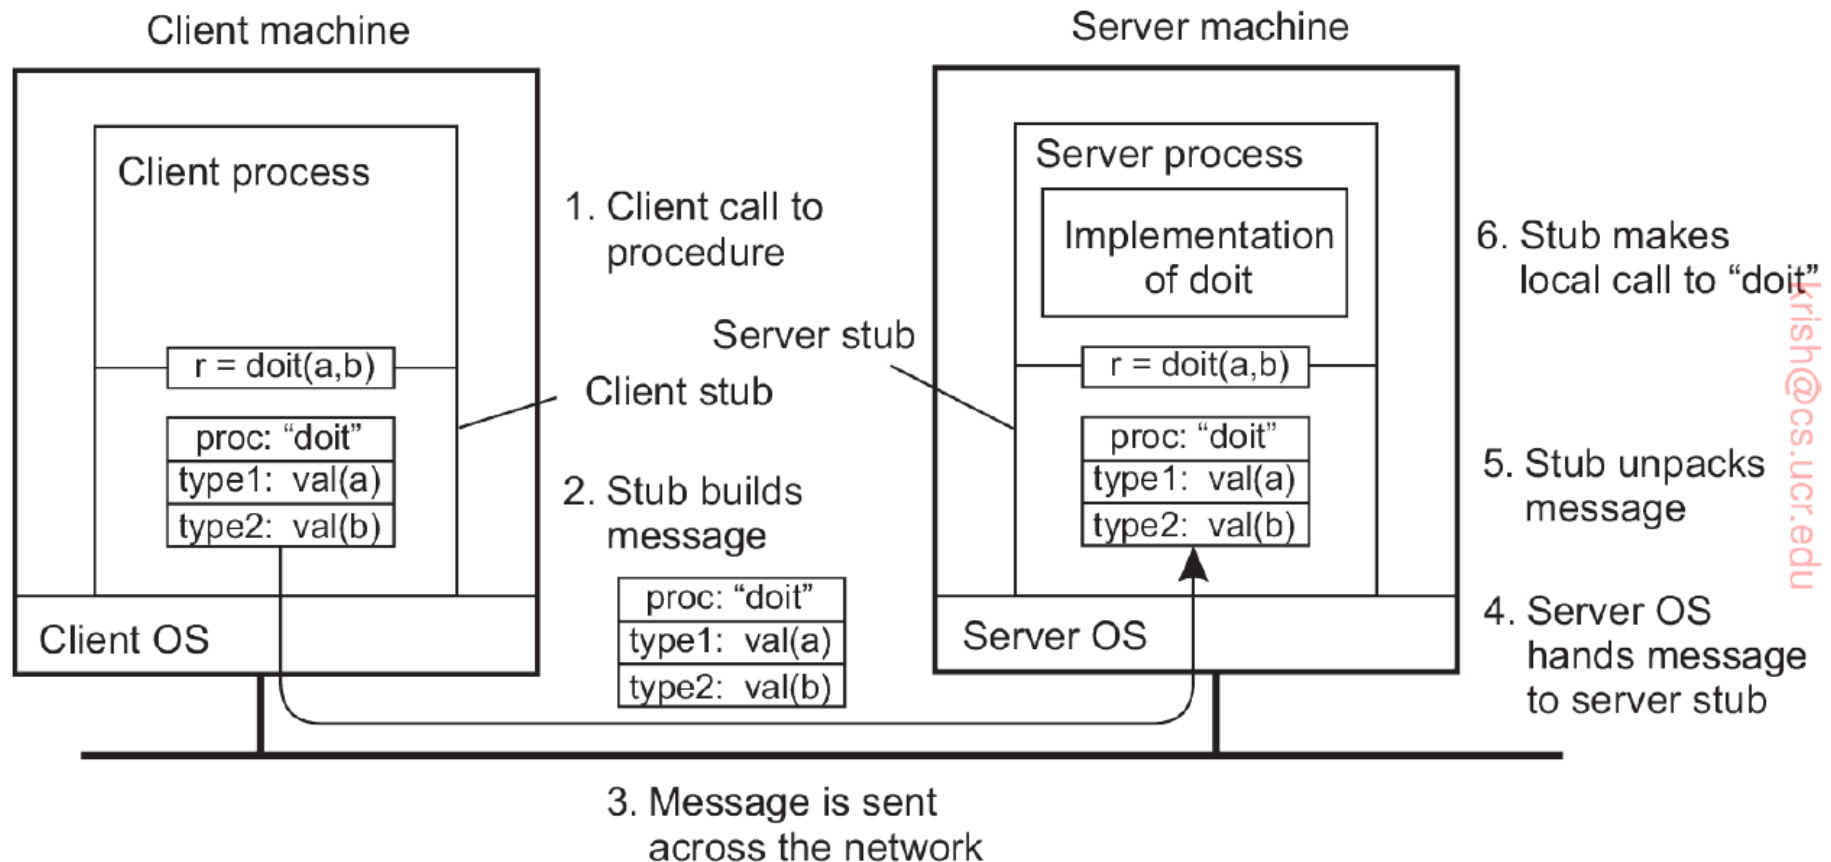 Client machine
Server machine
Client process
1. Client call to
procedure
Server process
Implementation
of doit
6. Stub makes
local call to “doit”
Server stub
r = doit(a,b)
Client stub
r = doit(a,b)
proc: “doit”
type1: val(a)
type2: val(b)
2. Stub builds
message
proc: “doit”
type1: val(a)
type2: val(b)
proc: “doit”
type1: val(a)
type2: val(b)
5. Stub unpacks
message
Client OS
Server OS
4. Server OS
hands message
to server stub
3. Message is sent
across the network
krish@cs.ucr.edu